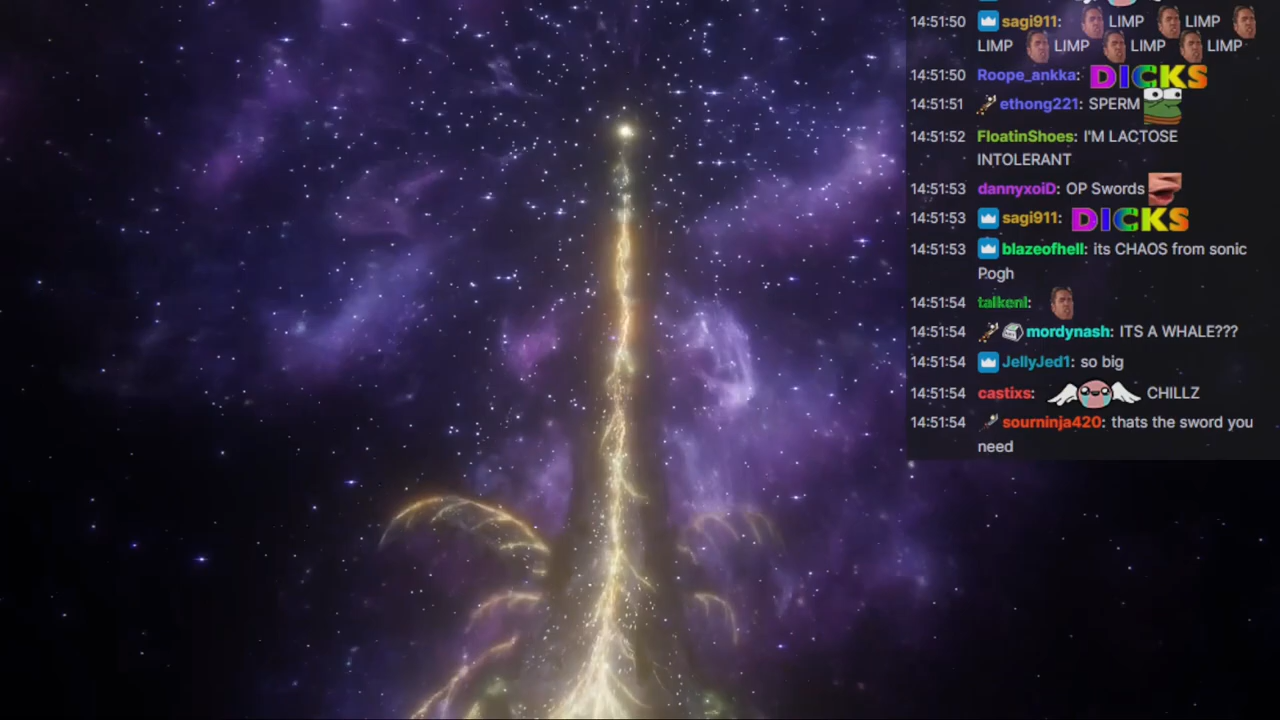 14:51:50 sagi911: LIMP LIMP
LIMP LIMP LIMP LIMP
14:51:50 Roope_ankka: DICKS
14:51:51 ethong221: SPERM
14:51:52 FloatinShoes: I'M LACTOSE
INTOLERANT
14:51:53 dannyxoiD: OP Swords
14:51:53 sagi911: DICKS
14:51:53 blazeofhell: its CHAOS from sonic
Pogh
14:51:54 talkenl:
14:51:54 mordynash: ITS A WHALE???
14:51:54 JellyJed1: so big
14:51:54 castixs: CHILLZ
14:51:54 sourninja420: thats the sword you
need